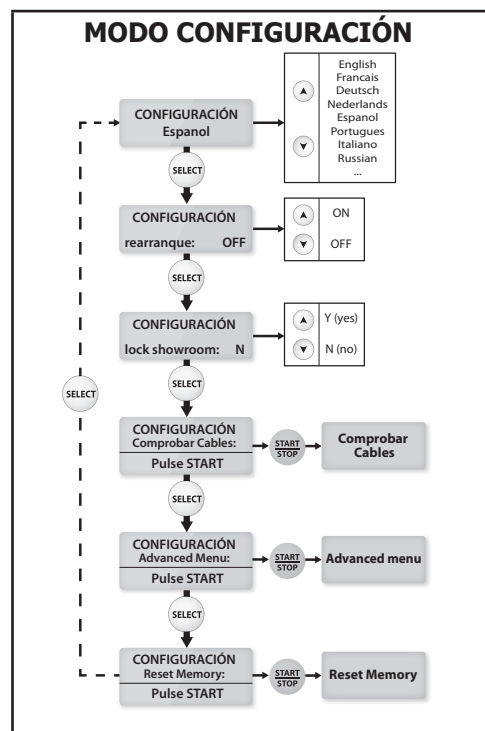 MODO CONFIGURACIÓN
CONFIGURACIÓN
Espanol
English
Francais
Deutsch
Nederlands
Espanol
Portugues
Italiano
Russian
...
SELECT
CONFIGURACIÓN
rearranque: OFF
ON
OFF
SELECT
CONFIGURACIÓN
lock showroom: N
Y (yes)
N (no)
SELECT
SELECT
CONFIGURACIÓN
Comprobar Cables:
Pulse START
START
STOP
Comprobar
Cables
SELECT
CONFIGURACIÓN
Advanced Menu:
Pulse START
START
STOP
Advanced menu
SELECT
CONFIGURACIÓN
Reset Memory:
Pulse START
START
STOP
Reset Memory